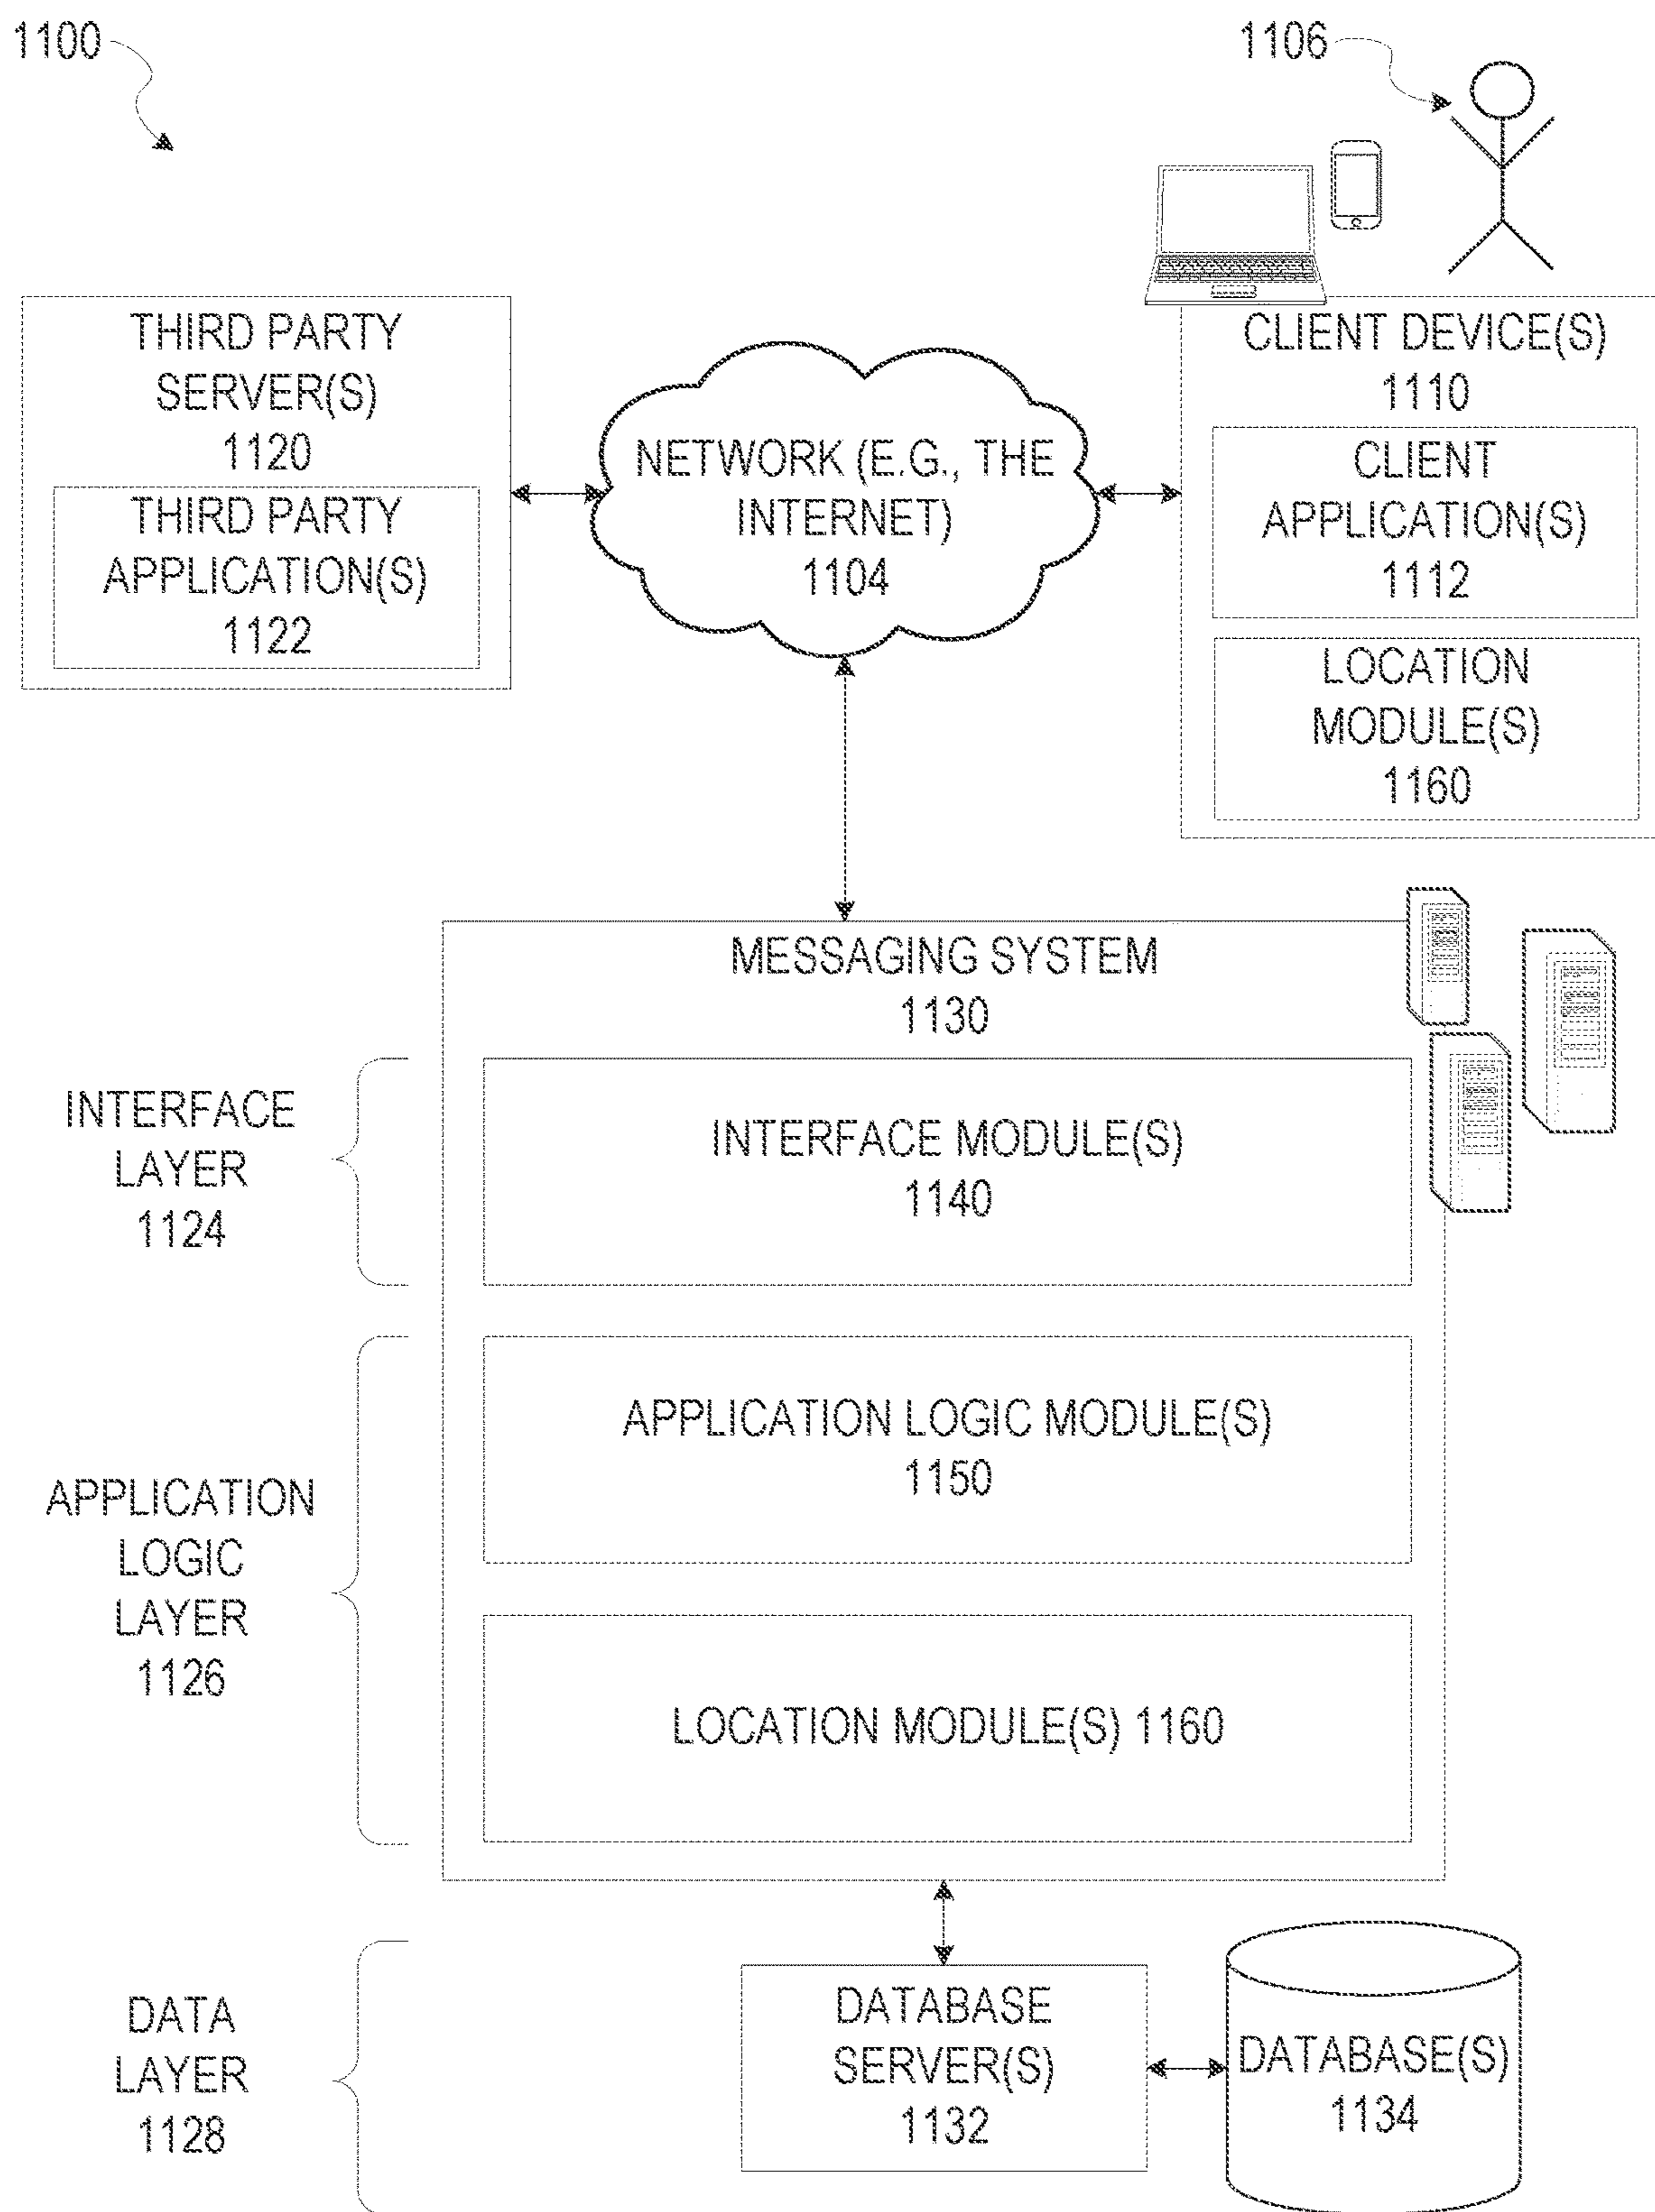 1100
1106
THIRD PARTY
SERVER(S)
1120
THIRD PARTY
APPLICATION(S)
1122
NETWORK (E.G., THE
INTERNET)
1104
CLIENT DEVICE(S)
1110
CLIENT
APPLICATION(S)
1112
LOCATION
MODULE(S)
1160
MESSAGING SYSTEM
1130
INTERFACE
LAYER
1124
INTERFACE MODULE(S)
1140
APPLICATION
LOGIC
LAYER
1126
APPLICATION LOGIC MODULE(S)
1150
LOCATION MODULE(S) 1160
DATA
LAYER
1128
DATABASE
SERVER(S)
1132
DATABASE(S)
1134